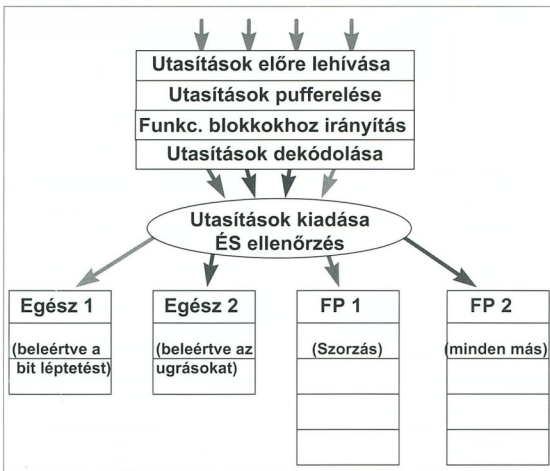 Utasítások előre lehívása
Utasítások pufferelése
Funkc. blokkokhoz irányítás
Utasítások dekódolása
Utasítások kiadása
ÉS ellenőrzés
Egész 1
Egész 2
FP 1
FP 2
(beleértve a
bit léptetést)
(beleértve az
ugrásokat)
(Szorzás)
(minden más)